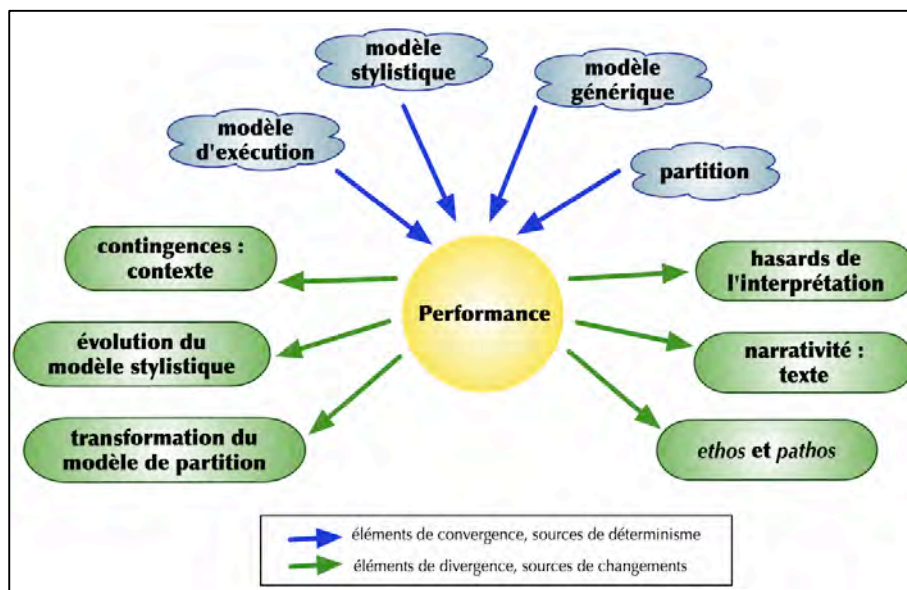 modèle
stylistique
modèle
générique
modèle
d'exécution
partition
contingences :
contexte
hasards de
l'interprétation
Performance
évolution du
modèle stylistique
narrativité :
texte
transformation du
modèle de partition
ethos et pathos
éléments de convergence, sources de déterminisme
éléments de divergence, sources de changements